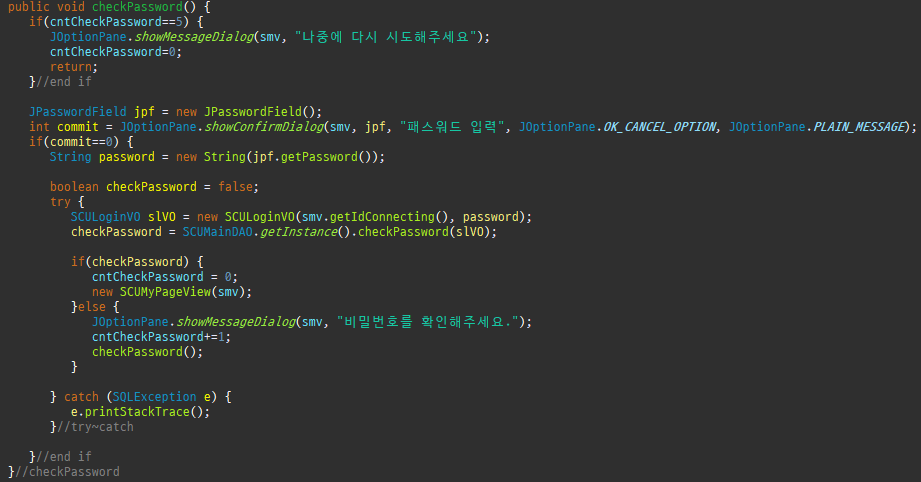 public void checkPassword() {
if(cntCheckPassword==5) {
JOptionPane.showMessageDialog(smv, "나중에 다시 시도해주세요");
cntCheckPassword=0;
return;
}//end if
JPasswordField jpf = new JPasswordField();
int commit = JOptionPane.showConfirmDialog(smv, jpf, "패스워드 입력", JOptionPane.OK_CANCEL_OPTION, JOptionPane.PLAIN_MESSAGE);
if(commit==0) {
String password = new String(jpf.getPassword());
boolean checkPassword = false;
try {
SCULoginVO slVO = new SCULoginVO(smv.getIdConnecting(), password);
checkPassword = SCUMainDAO.getInstance().checkPassword(slVO);
if(checkPassword) {
cntCheckPassword = 0;
new SCUMyPageView(smv);
}else {
JOptionPane.showMessageDialog(smv, "비밀번호를 확인해주세요.");
cntCheckPassword+=1;
checkPassword();
}
} catch (SQLException e) {
e.printStackTrace();
}//try~catch
}//end if
}//checkPassword